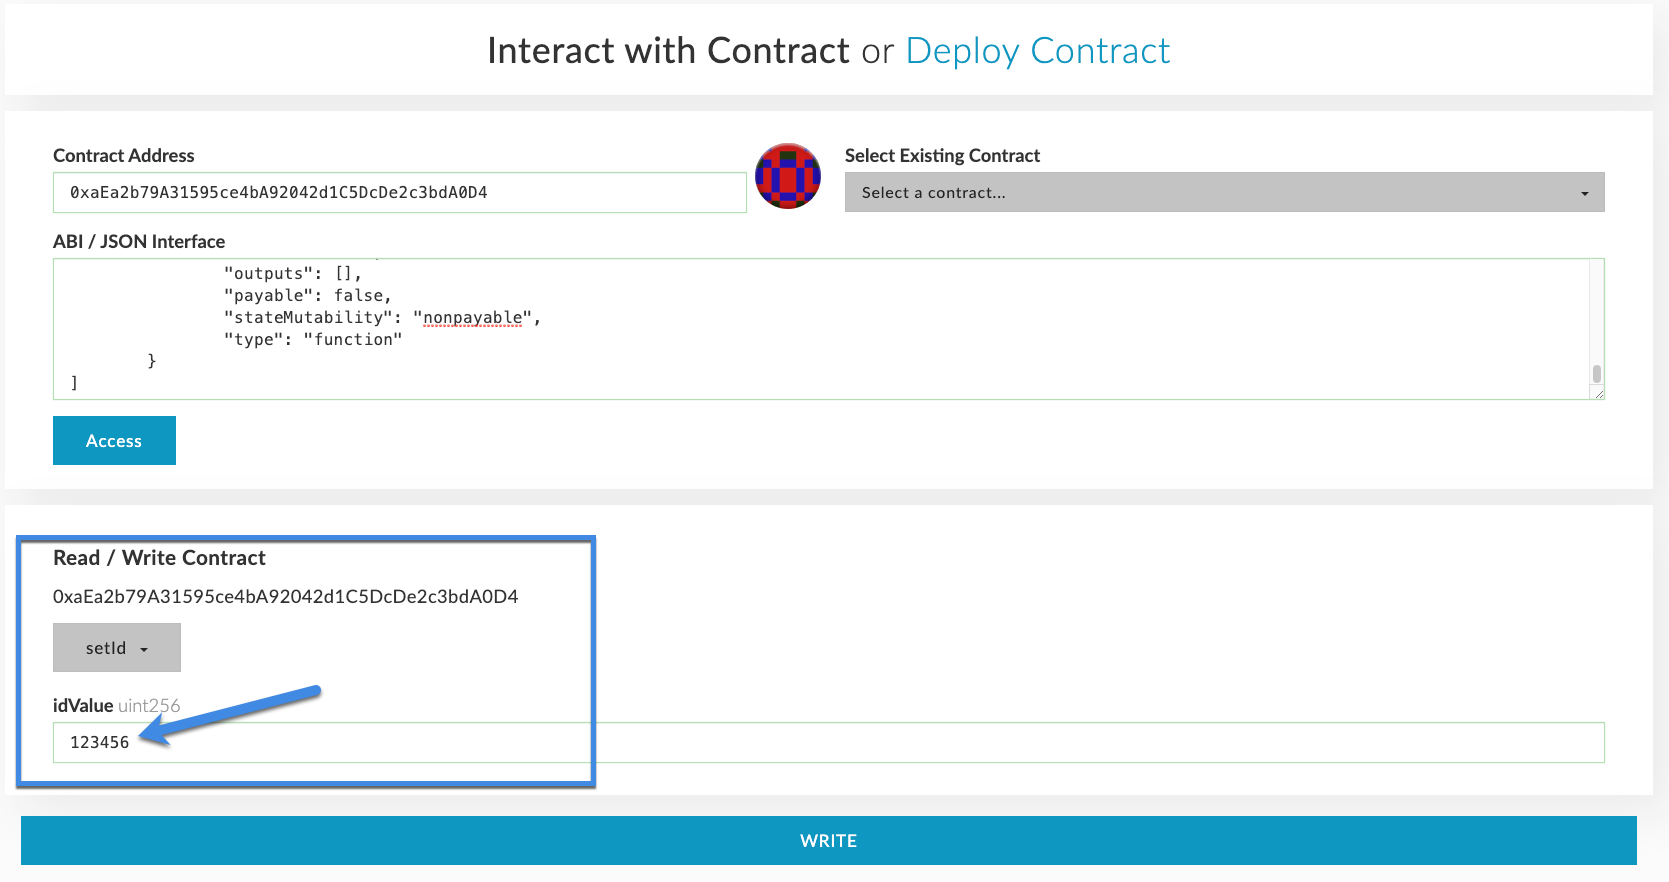 Interact with Contract or Deploy Contract
Contract Address
0xaEa2b79A31595ce4bA92042d1C5DcDe2c3bdA0D4
Select Existing Contract
Select a contract...
ABI / JSON Interface
"outputs": [],
"payable": false,
"stateMutability": "nonpayable",
"type": "function"
}
]
Access
Read / Write Contract
0xaEa2b79A31595ce4bA92042d1C5DcDe2c3bdA0D4
setId
idValue uint256
123456
WRITE